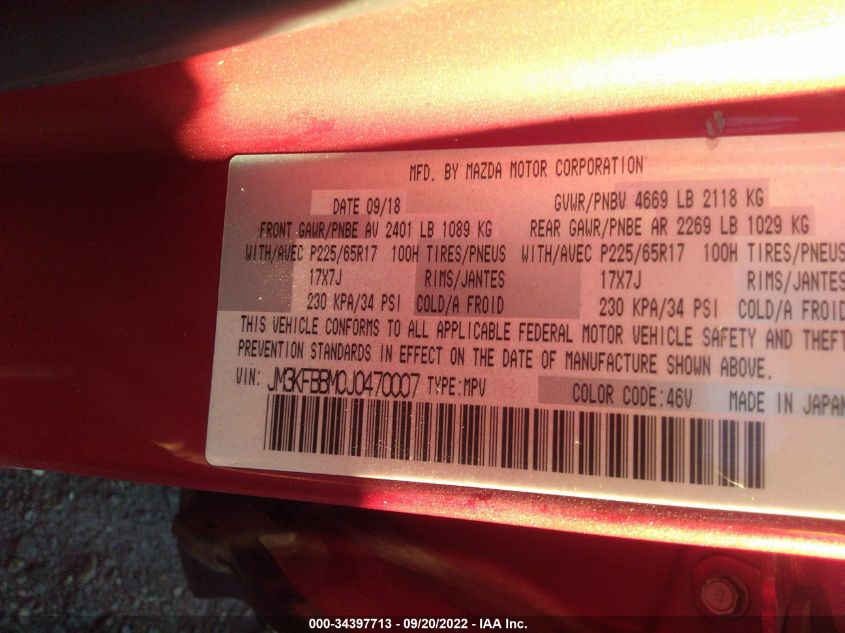 MFD. BY MAZDA MOTOR CORPORATION
DATE 09/18 GVWR/PNBV 4669 LB 2118 KG
FRONT GAWR/PNBE AV 2401 LB 1089 KG REAR GAWR/PNBE AR 2269 LB 1029 KG
WITH/AVEC P225/65R17 100H TIRES/PNEUS WITH/AVEC P225/65R17 100H TIRES/PNEUS
17X7J RIMS/JANTES 17X7J RIMS/JANTES
230 KPA/34 PSI COLD/A FROID 230 KPA/34 PSI COLD/A FROID
THIS VEHICLE CONFORMS TO ALL APPLICABLE FEDERAL MOTOR VEHICLE SAFETY AND THEFT
PREVENTION STANDARDS IN EFFECT ON THE DATE OF MANUFACTURE SHOWN ABOVE.
VIN: JM3KFBBM0J0470007 TYPE:MPV COLOR CODE:46V MADE IN JAPAN
000-34397713 - 09/20/2022 - IAA Inc.